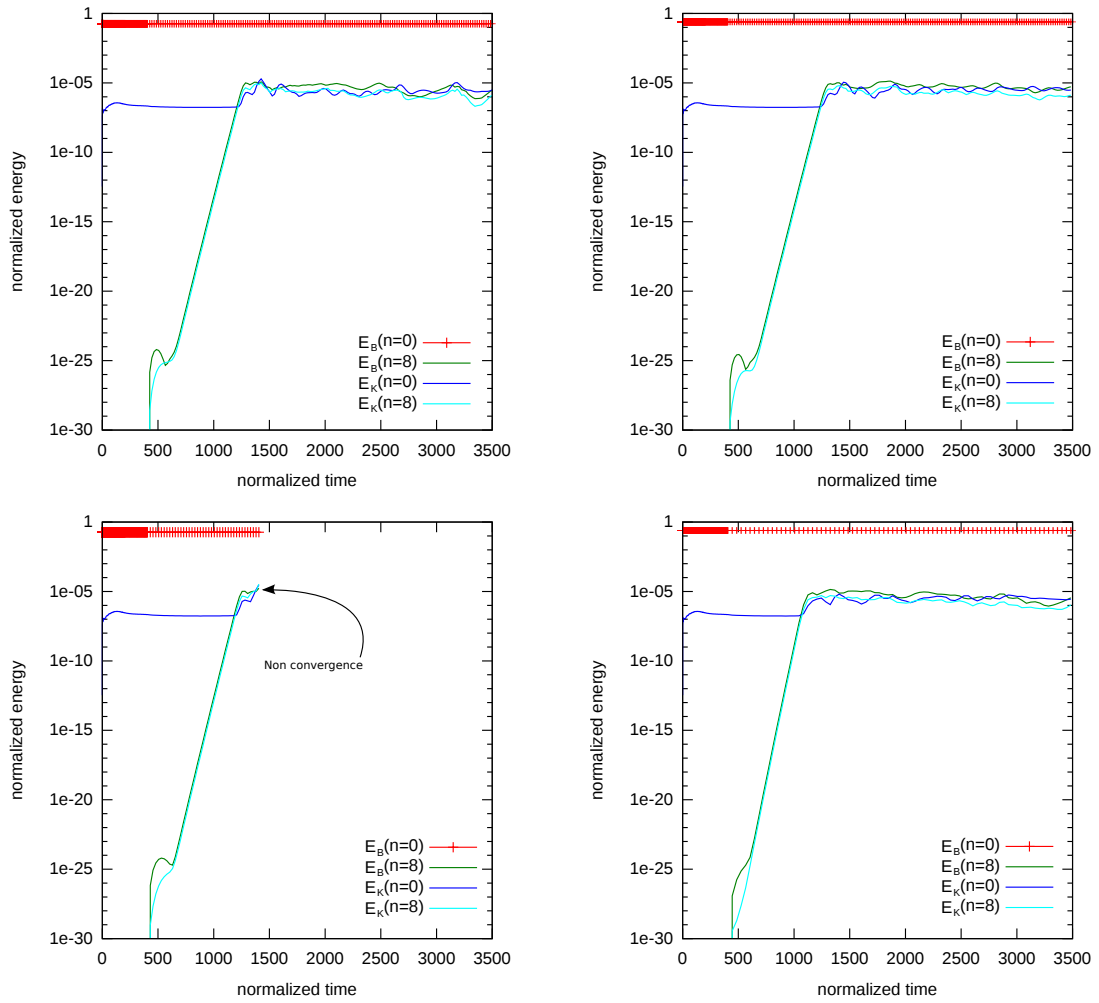 1
1e-05
1e-10
1e-15
1e-20
1e-25
1e-30
0 500 1000 1500 2000 2500 3000 3500
normalized energy
normalized time
E_B(n=0)
E_B(n=8)
E_K(n=0)
E_K(n=8)
1
1e-05
1e-10
1e-15
1e-20
1e-25
1e-30
0 500 1000 1500 2000 2500 3000 3500
normalized energy
normalized time
E_B(n=0)
E_B(n=8)
E_K(n=0)
E_K(n=8)
1
1e-05
1e-10
1e-15
1e-20
1e-25
1e-30
0 500 1000 1500 2000 2500 3000 3500
normalized energy
normalized time
Non convergence
E_B(n=0)
E_B(n=8)
E_K(n=0)
E_K(n=8)
1
1e-05
1e-10
1e-15
1e-20
1e-25
1e-30
0 500 1000 1500 2000 2500 3000 3500
normalized energy
normalized time
E_B(n=0)
E_B(n=8)
E_K(n=0)
E_K(n=8)